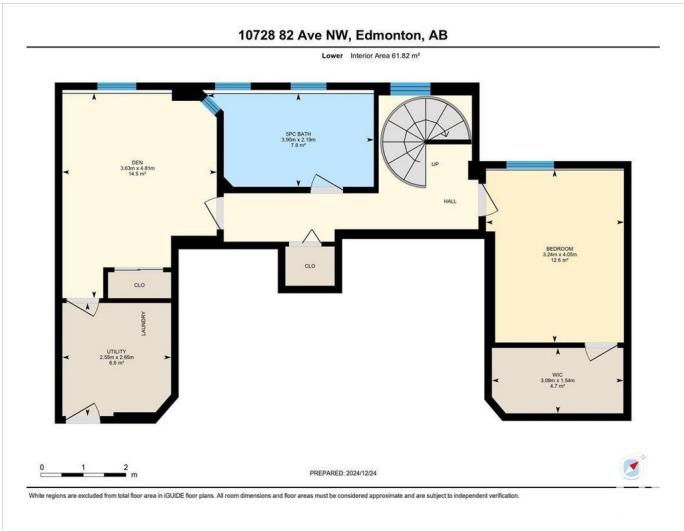 10728 82 Ave NW, Edmonton, AB
Lower Interior Area 61.82 m²
DEN
3.63m x 4.81m
14.5 m²
5PC BATH
3.90m x 2.19m
7.8 m²
UP
HALL
BEDROOM
3.24m x 4.05m
12.6 m²
CLO
CLO
LAUNDRY
UTILITY
2.55m x 2.65m
6.6 m²
WIC
3.09m x 1.54m
4.7 m²
0 1 2
m
PREPARED: 2024/12/24
White regions are excluded from total floor area in iGUIDE floor plans. All room dimensions and floor areas must be considered approximate and are subject to independent verification.